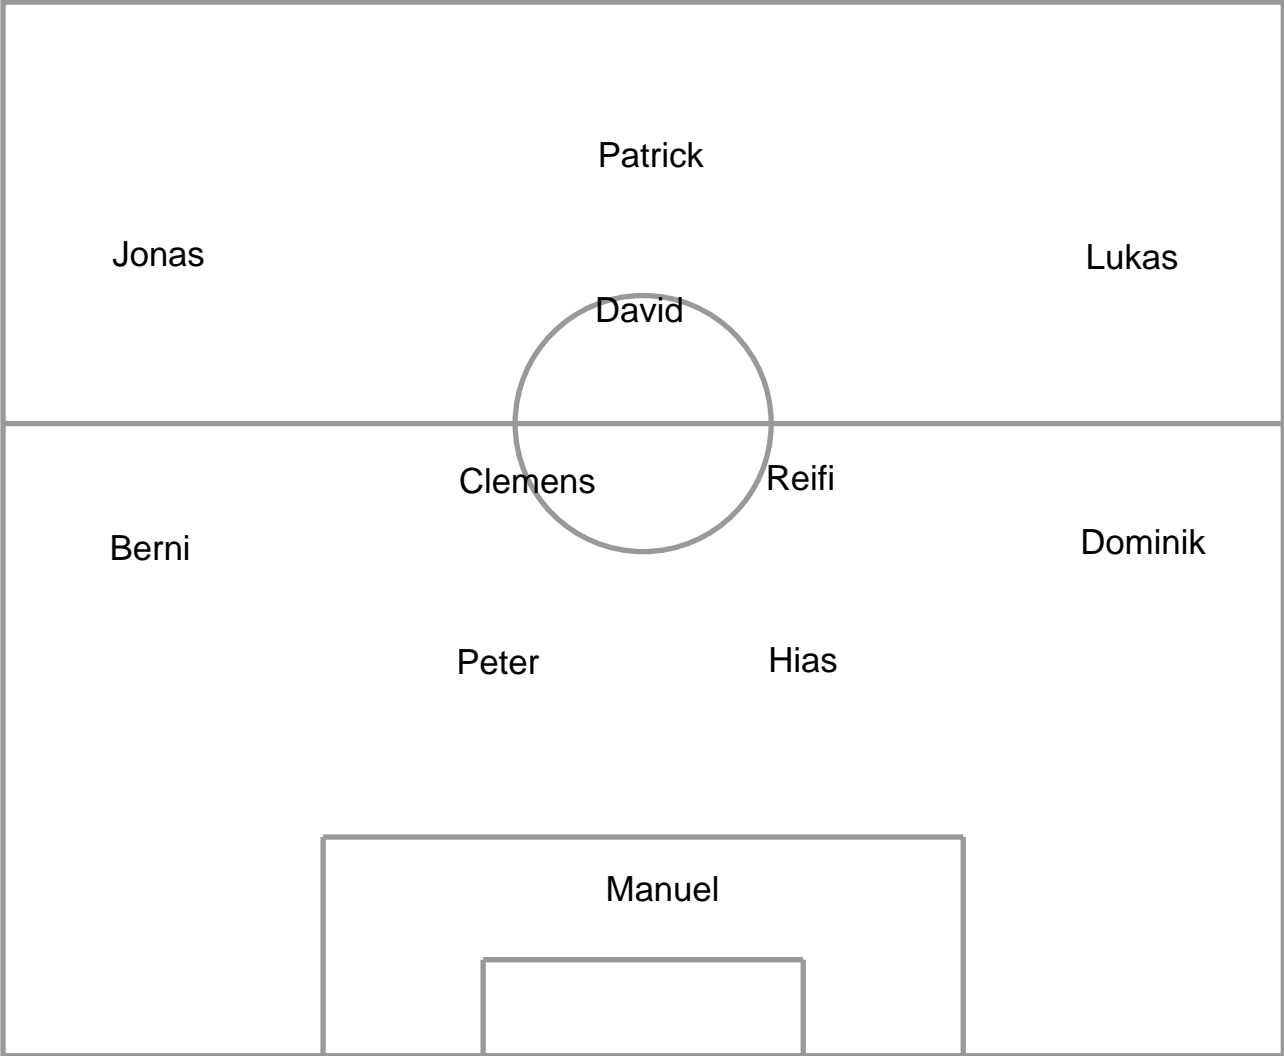 Patrick
Jonas
Lukas
David
Clemens
Reifi
Berni
Dominik
Peter
Hias
Manuel